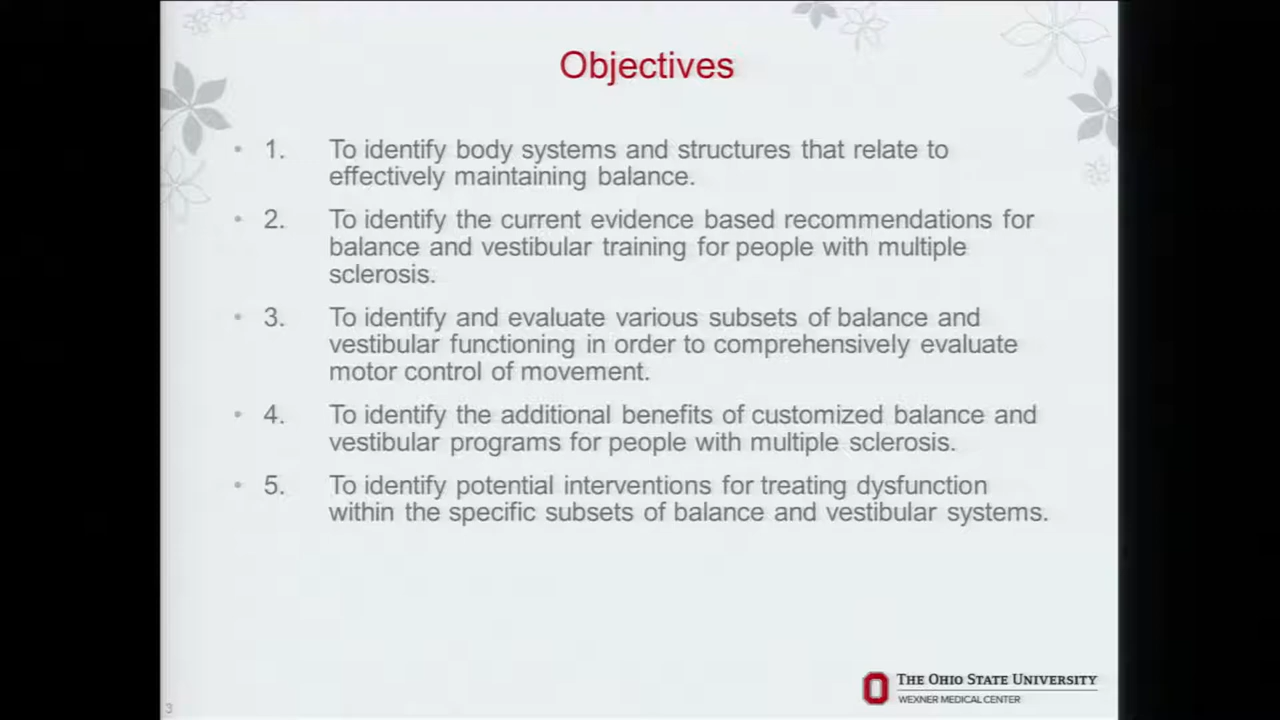 Objectives
• 1. To identify body systems and structures that relate to
effectively maintaining balance.
• 2. To identify the current evidence based recommendations for
balance and vestibular training for people with multiple
sclerosis.
• 3. To identify and evaluate various subsets of balance and
vestibular functioning in order to comprehensively evaluate
motor control of movement.
• 4. To identify the additional benefits of customized balance and
vestibular programs for people with multiple sclerosis.
• 5. To identify potential interventions for treating dysfunction
within the specific subsets of balance and vestibular systems.
THE OHIO STATE UNIVERSITY
WEXNER MEDICAL CENTER
3